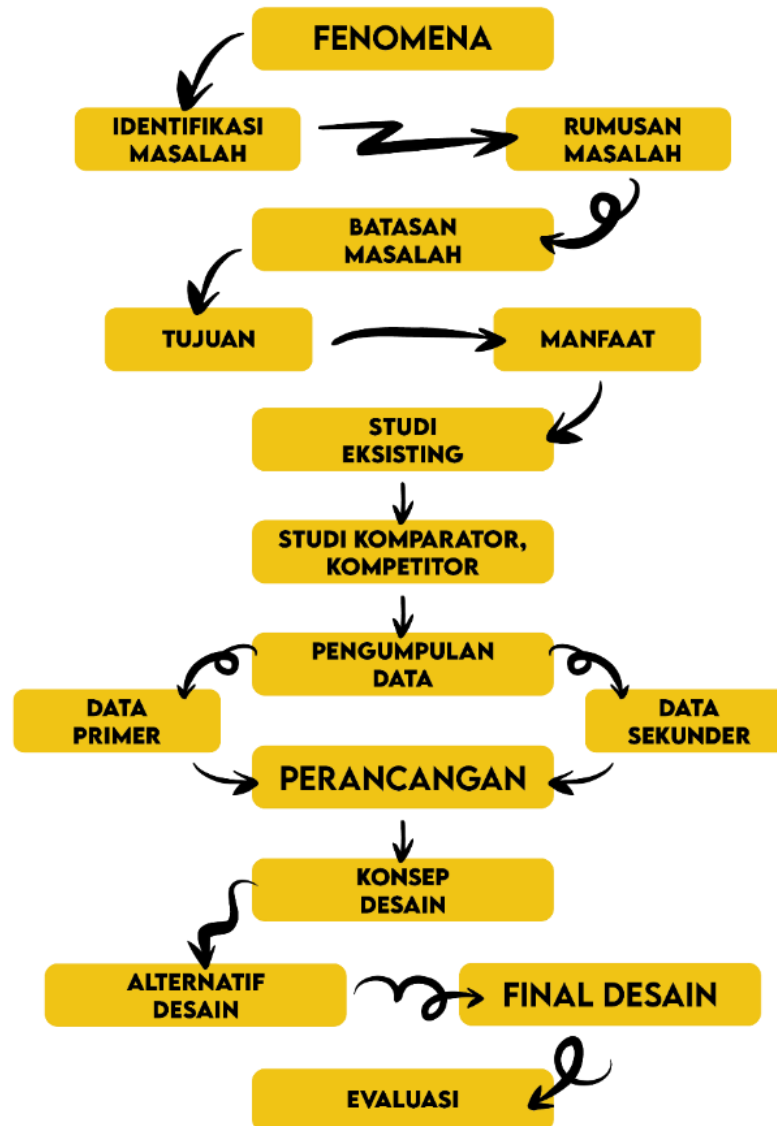 FENOMENA
IDENTIFIKASI
MASALAH
RUMUSAN
MASALAH
BATASAN
MASALAH
TUJUAN
MANFAAT
STUDI
EKSISTING
STUDI KOMPARATOR,
KOMPETITOR
PENGUMPULAN
DATA
DATA
PRIMER
DATA
SEKUNDER
PERANCANGAN
KONSEP
DESAIN
ALTERNATIF
DESAIN
FINAL DESAIN
EVALUASI